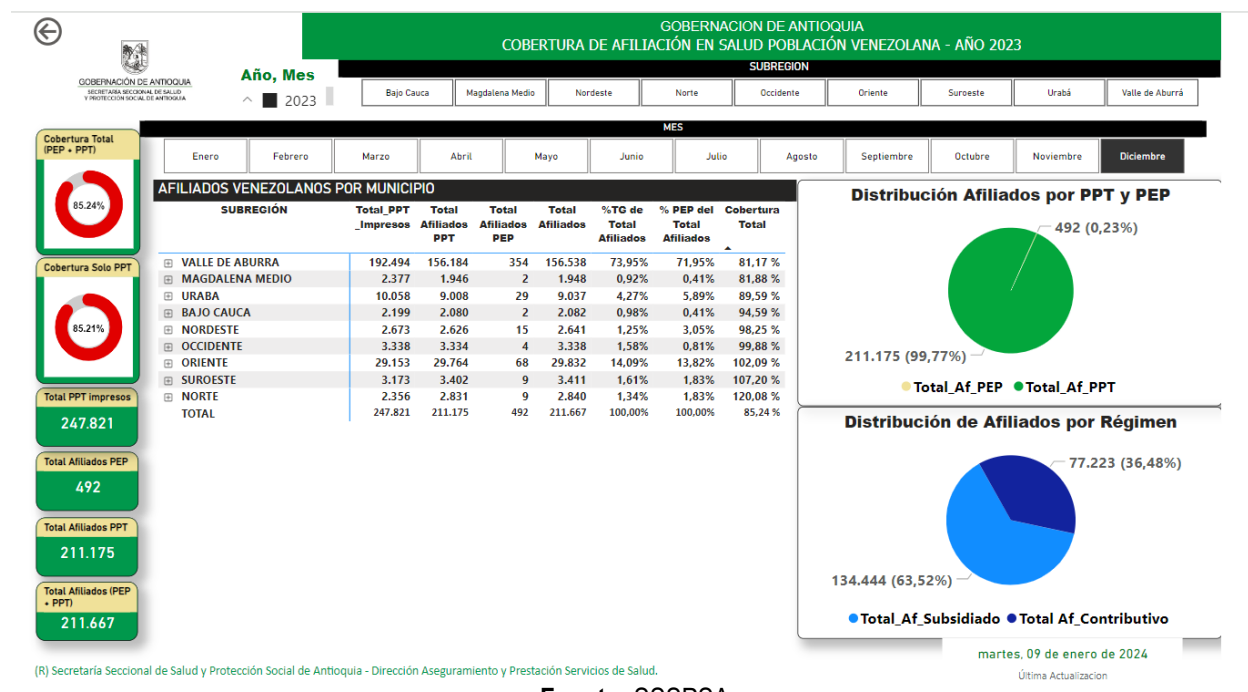 GOBERNACION DE ANTIOQUIA
COBERTURA DE AFILIACIÓN EN SALUD POBLACIÓN VENEZOLANA - AÑO 2023
GOBERNACIÓN DE ANTIOQUIA
SECRETARÍA SECCIONAL DE SALUD
Y PROTECCIÓN SOCIAL DE ANTIOQUIA
Año, Mes
2023
SUBREGION
Bajo Cauca Magdalena Medio Nordeste Norte Occidente Oriente Suroeste Urabá Valle de Aburrá
MES
Enero Febrero Marzo Abril Mayo Junio Julio Agosto Septiembre Octubre Noviembre Diciembre
Cobertura Total
(PEP + PPT)
85.24%
Cobertura Solo PPT
85.21%
Total PPT impresos
247.821
Total Afiliados PEP
492
Total Afiliados PPT
211.175
Total Afiliados (PEP
+ PPT)
211.667
AFILIADOS VENEZOLANOS POR MUNICIPIO
SUBREGIÓN Total_PPT _Impresos Total Afiliados PPT Total Afiliados PEP Total Afiliados %TG de Total Afiliados % PEP del Total Afiliados Cobertura Total
VALLE DE ABURRA 192.494 156.184 354 156.538 73,95% 71,95% 81,17 %
MAGDALENA MEDIO 2.377 1.946 2 1.948 0,92% 0,41% 81,88 %
URABA 10.058 9.008 29 9.037 4,27% 5,89% 89,59 %
BAJO CAUCA 2.199 2.080 2 2.082 0,98% 0,41% 94,59 %
NORDESTE 2.673 2.626 15 2.641 1,25% 3,05% 98,25 %
OCCIDENTE 3.338 3.334 4 3.338 1,58% 0,81% 99,88 %
ORIENTE 29.153 29.764 68 29.832 14,09% 13,82% 102,09 %
SUROESTE 3.173 3.402 9 3.411 1,61% 1,83% 107,20 %
NORTE 2.356 2.831 9 2.840 1,34% 1,83% 120,08 %
TOTAL 247.821 211.175 492 211.667 100,00% 100,00% 85,24 %
Distribución Afiliados por PPT y PEP
492 (0,23%)
211.175 (99,77%)
Total_Af_PEP Total_Af_PPT
Distribución de Afiliados por Régimen
77.223 (36,48%)
134.444 (63,52%)
Total_Af_Subsidiado Total Af_Contributivo
martes, 09 de enero de 2024
Última Actualizacion
(R) Secretaría Seccional de Salud y Protección Social de Antioquia - Dirección Aseguramiento y Prestación Servicios de Salud.